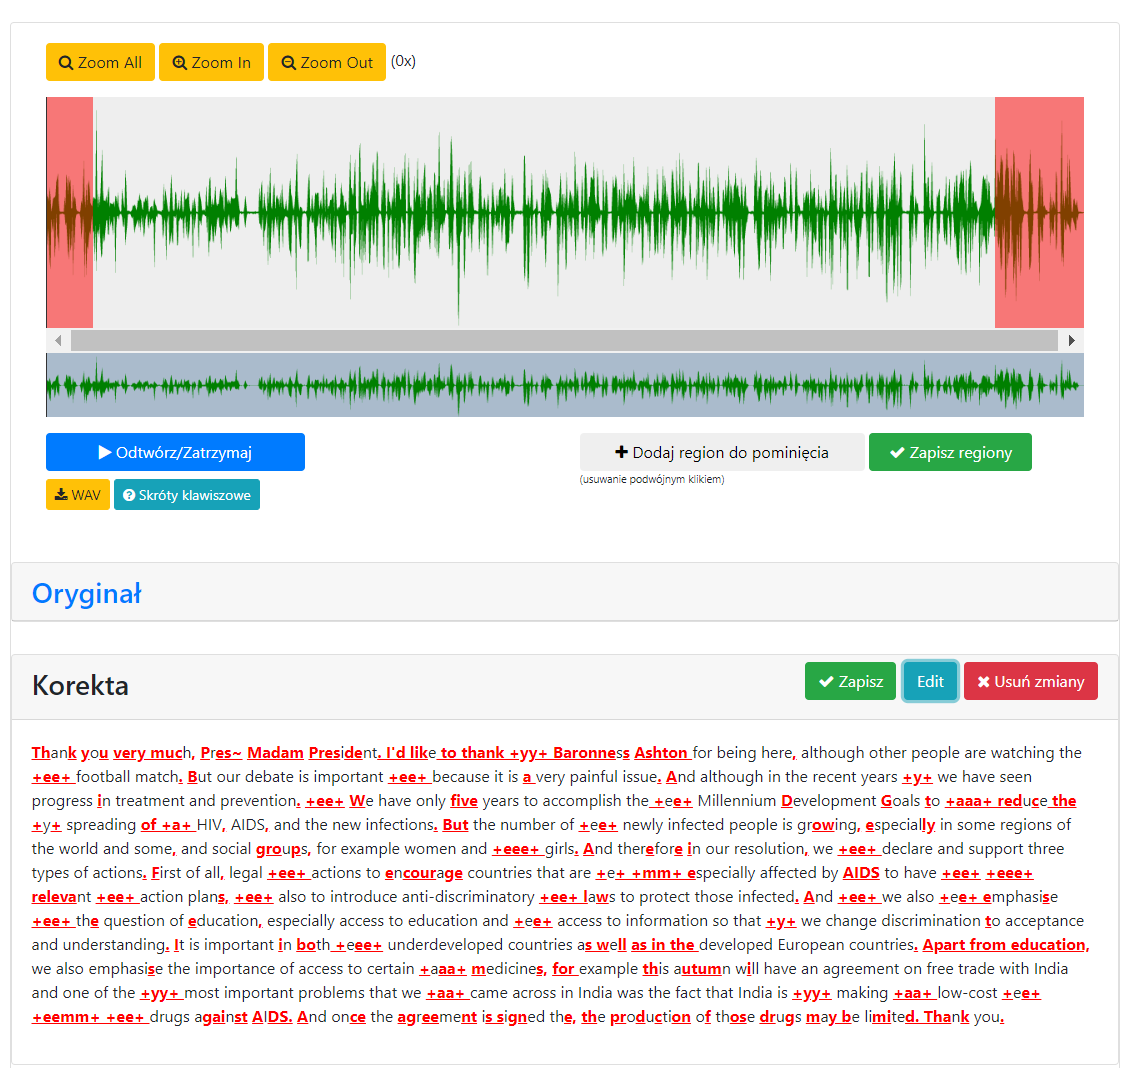 Zoom All Zoom In Zoom Out (0x)
Odtwórz/Zatrzymaj Dodaj region do pominięcia Zapisz regiony
(usuwanie podwójnym klikiem)
WAV Skróty klawiszowe
Oryginał
Korekta Zapisz Edit Usuń zmiany
Thank you very much, Pres~ Madam President. I'd like to thank +yy+ Baronness Ashton for being here, although other people are watching the
+ee+ football match. But our debate is important +ee+ because it is a very painful issue. And although in the recent years +y+ we have seen
progress in treatment and prevention. +ee+ We have only five years to accomplish the +ee+ Millennium Development Goals to +aaa+ reduce the
+y+ spreading of +a+ HIV, AIDS, and the new infections. But the number of +ee+ newly infected people is growing, especially in some regions of
the world and some, and social groups, for example women and +eee+ girls. And therefore in our resolution, we +ee+ declare and support three
types of actions. First of all, legal +ee+ actions to encourage countries that are +e+ +mm+ especially affected by AIDS to have +ee+ +eee+
relevant +ee+ action plans, +ee+ also to introduce anti-discriminatory +ee+ laws to protect those infected. And +ee+ we also +ee+ emphasise
+ee+ the question of education, especially access to education and +ee+ access to information so that +y+ we change discrimination to acceptance
and understanding. It is important in both +eee+ underdeveloped countries as well as in the developed European countries. Apart from education,
we also emphasise the importance of access to certain +aaa+ medicines, for example this autumn will have an agreement on free trade with India
and one of the +yy+ most important problems that we +aa+ came across in India was the fact that India is +yy+ making +aa+ low-cost +ee+
+eemm+ +ee+ drugs against AIDS. And once the agreement is signed the, the production of those drugs may be limited. Thank you.